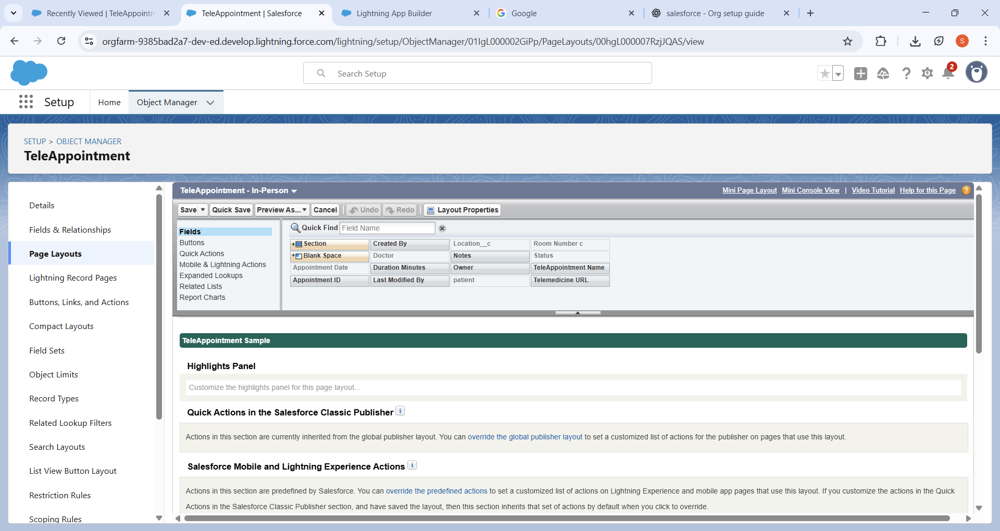 Recently Viewed | TeleAppointm
TeleAppointment | Salesforce
Lightning App Builder
Google
salesforce - Org setup guide
orgfarm-9385bad2a7-dev-ed.develop.lightning.force.com/lightning/setup/ObjectManager/01IgL000002GiPp/PageLayouts/00hgL000007RzjJQAS/view
S
Search Setup
2
Setup
Home
Object Manager
SETUP > OBJECT MANAGER
TeleAppointment
Details
Fields & Relationships
Page Layouts
Lightning Record Pages
Buttons, Links, and Actions
Compact Layouts
Field Sets
Object Limits
Record Types
Related Lookup Filters
Search Layouts
List View Button Layout
Restriction Rules
Scoping Rules
TeleAppointment - In-Person
Mini Page Layout Mini Console View | Video Tutorial Help for this Page ?
Save Quick Save Preview As... Cancel Undo Redo Layout Properties
Fields
Buttons
Quick Actions
Mobile & Lightning Actions
Expanded Lookups
Related Lists
Report Charts
Quick Find Field Name
Section Created By Location__c Room Number c
Blank Space Doctor Notes Status
Appointment Date Duration Minutes Owner TeleAppointment Name
Appointment ID Last Modified By patient Telemedicine URL
TeleAppointment Sample
Highlights Panel
Customize the highlights panel for this page layout...
Quick Actions in the Salesforce Classic Publisher i
Actions in this section are currently inherited from the global publisher layout. You can override the global publisher layout to set a customized list of actions for the publisher on pages that use this layout.
Salesforce Mobile and Lightning Experience Actions i
Actions in this section are predefined by Salesforce. You can override the predefined actions to set a customized list of actions on Lightning Experience and mobile app pages that use this layout. If you customize the actions in the Quick
Actions in the Salesforce Classic Publisher section, and have saved the layout, then this section inherits that set of actions by default when you click to override.